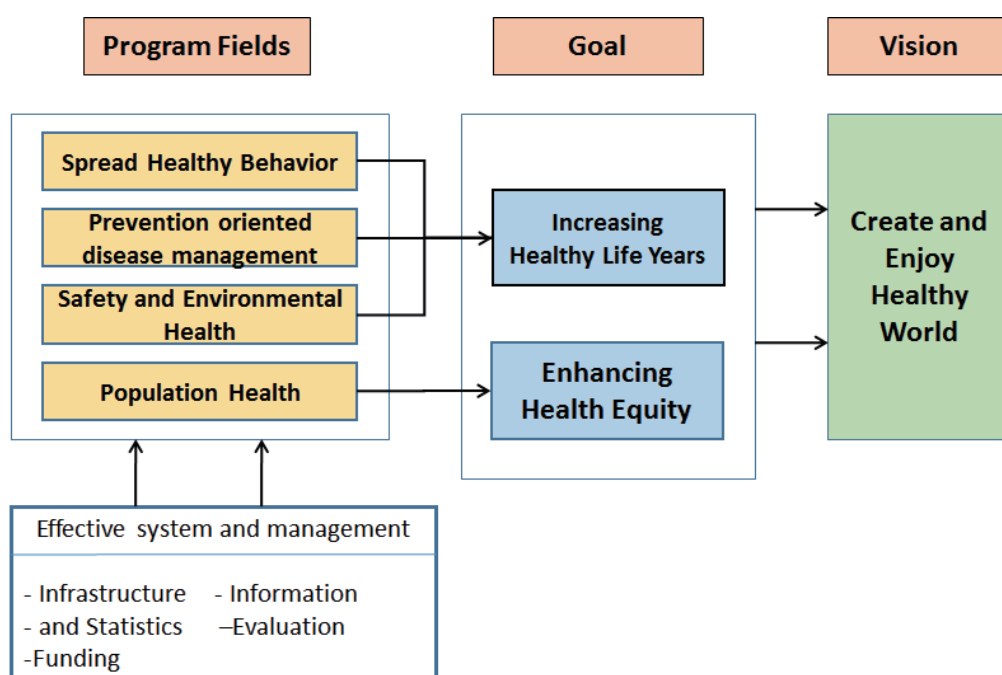 Program Fields
Goal
Vision
Spread Healthy Behavior
Prevention oriented
disease management
Safety and Environmental
Health
Population Health
Increasing
Healthy Life Years
Enhancing
Health Equity
Create and
Enjoy
Healthy
World
Effective system and management
- Infrastructure - Information
- and Statistics –Evaluation
-Funding